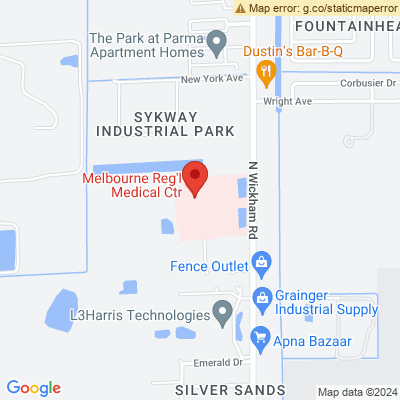 Map error: g.co/staticmaperror
FOUNTAINHEA
The Park at Parma
Apartment Homes
Dustin's Bar-B-Q
New York Ave
Corbusier Dr
Wright Ave
SYKWAY
INDUSTRIAL PARK
Melbourne Reg'l
Medical Ctr
N Wickham Rd
Fence Outlet
Grainger
Industrial Supply
L3Harris Technologies
Apna Bazaar
Emerald Dr
SILVER SANDS
Google
Map data ©2024